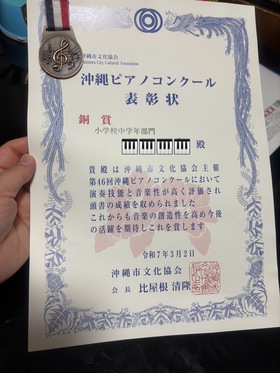 沖縄市文化協会
Okinawa City Cultural Association
沖縄ピアノコンクール
表彰状
銅賞
小学校中学年部門
殿
貴殿は沖縄市文化協会主催
第46回沖縄ピアノコンクールにおいて
演奏技能と音楽性が高く評価され
頭書の成績を収められました
これからも音楽の創造性を高め今後
の活躍を期待しこれを賞します
令和7年3月2日
沖縄市文化協会
会長 比屋根 清隆